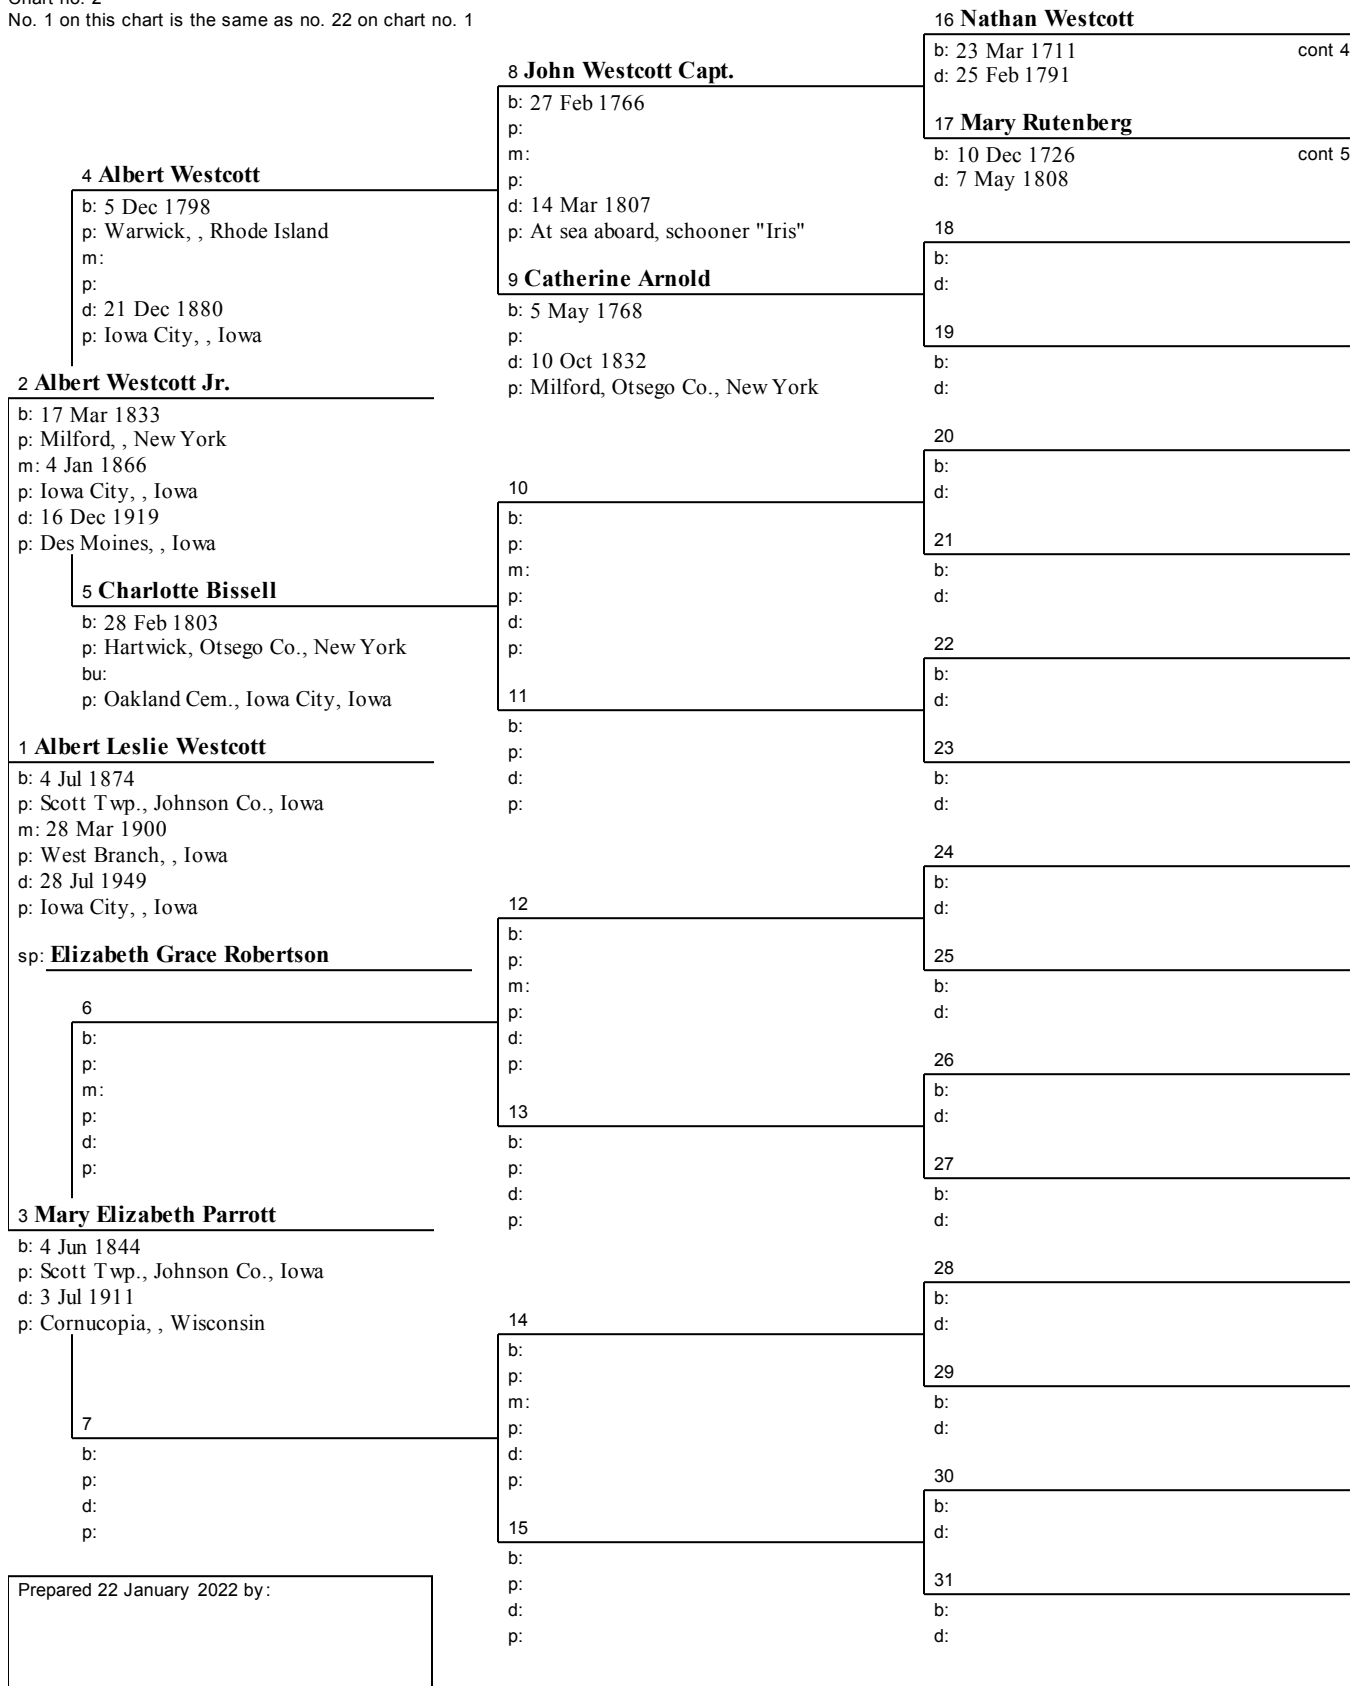 Chart no. 2
No. 1 on this chart is the same as no. 22 on chart no. 1
16 Nathan Westcott
b: 23 Mar 1711 cont 4
d: 25 Feb 1791
8 John Westcott Capt.
b: 27 Feb 1766
p:
m:
p:
d: 14 Mar 1807
p: At sea aboard, schooner "Iris"
17 Mary Rutenberg
b: 10 Dec 1726 cont 5
d: 7 May 1808
4 Albert Westcott
b: 5 Dec 1798
p: Warwick, , Rhode Island
m:
p:
d: 21 Dec 1880
p: Iowa City, , Iowa
18
b:
d:
9 Catherine Arnold
b: 5 May 1768
p:
d: 10 Oct 1832
p: Milford, Otsego Co., New York
19
b:
d:
2 Albert Westcott Jr.
b: 17 Mar 1833
p: Milford, , New York
m: 4 Jan 1866
p: Iowa City, , Iowa
d: 16 Dec 1919
p: Des Moines, , Iowa
20
b:
d:
10
b:
p:
m:
p:
d:
p:
21
b:
d:
5 Charlotte Bissell
b: 28 Feb 1803
p: Hartwick, Otsego Co., New York
bu:
p: Oakland Cem., Iowa City, Iowa
22
b:
d:
11
b:
p:
d:
p:
23
b:
d:
1 Albert Leslie Westcott
b: 4 Jul 1874
p: Scott Twp., Johnson Co., Iowa
m: 28 Mar 1900
p: West Branch, , Iowa
d: 28 Jul 1949
p: Iowa City, , Iowa
sp: Elizabeth Grace Robertson
24
b:
d:
12
b:
p:
m:
p:
d:
p:
25
b:
d:
6
b:
p:
m:
p:
d:
p:
26
b:
d:
13
b:
p:
d:
p:
27
b:
d:
3 Mary Elizabeth Parrott
b: 4 Jun 1844
p: Scott Twp., Johnson Co., Iowa
d: 3 Jul 1911
p: Cornucopia, , Wisconsin
28
b:
d:
14
b:
p:
m:
p:
d:
p:
29
b:
d:
7
b:
p:
d:
p:
30
b:
d:
15
b:
p:
d:
p:
31
b:
d:
Prepared 22 January 2022 by: